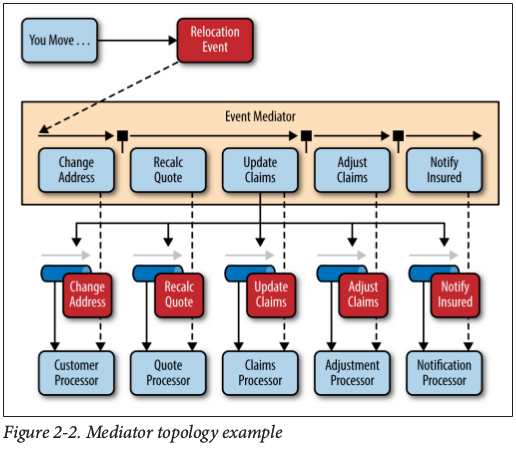 You Move . . .
Relocation
Event
Event Mediator
Change
Address
Recalc
Quote
Update
Claims
Adjust
Claims
Notify
Insured
Change
Address
Recalc
Quote
Update
Claims
Adjust
Claims
Notify
Insured
Customer
Processor
Quote
Processor
Claims
Processor
Adjustment
Processor
Notification
Processor
Figure 2-2. Mediator topology example